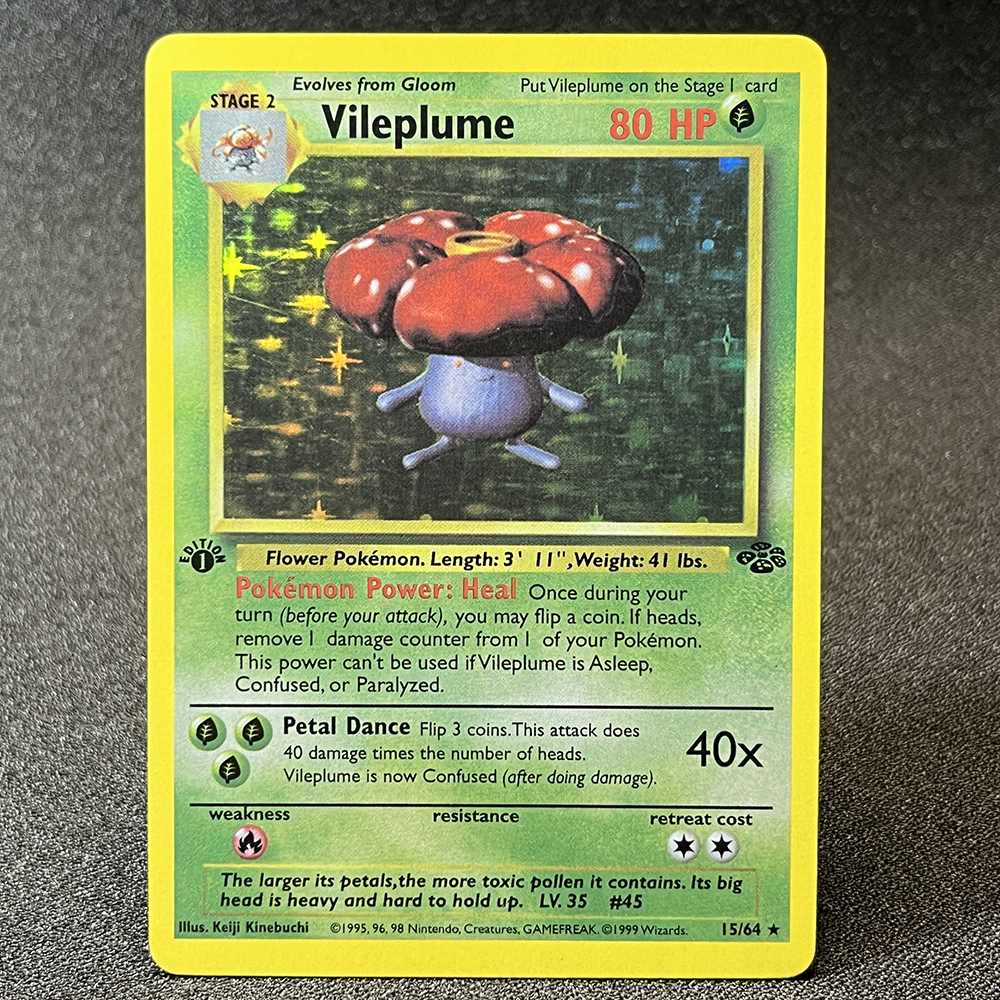 Evolves from Gloom Put Vileplume on the Stage 1 card
STAGE 2
Vileplume 80 HP
EDITION 1
Flower Pokémon. Length: 3' 11", Weight: 41 lbs.
Pokémon Power: Heal Once during your
turn (before your attack), you may flip a coin. If heads,
remove 1 damage counter from 1 of your Pokémon.
This power can't be used if Vileplume is Asleep,
Confused, or Paralyzed.
Petal Dance Flip 3 coins. This attack does
40 damage times the number of heads.
Vileplume is now Confused (after doing damage).
40x
weakness resistance retreat cost
The larger its petals, the more toxic pollen it contains. Its big
head is heavy and hard to hold up. LV. 35 #45
Illus. Keiji Kinebuchi ©1995, 96, 98 Nintendo, Creatures, GAMEFREAK. ©1999 Wizards. 15/64